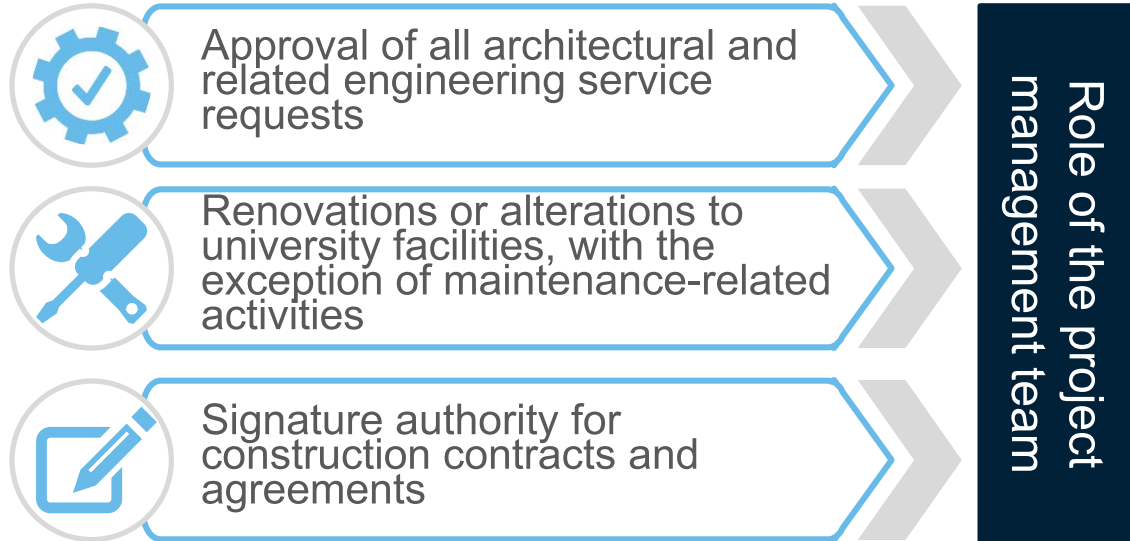 Approval of all architectural and
related engineering service
requests
Renovations or alterations to
university facilities, with the
exception of maintenance-related
activities
Signature authority for
construction contracts and
agreements
Role of the project
management team